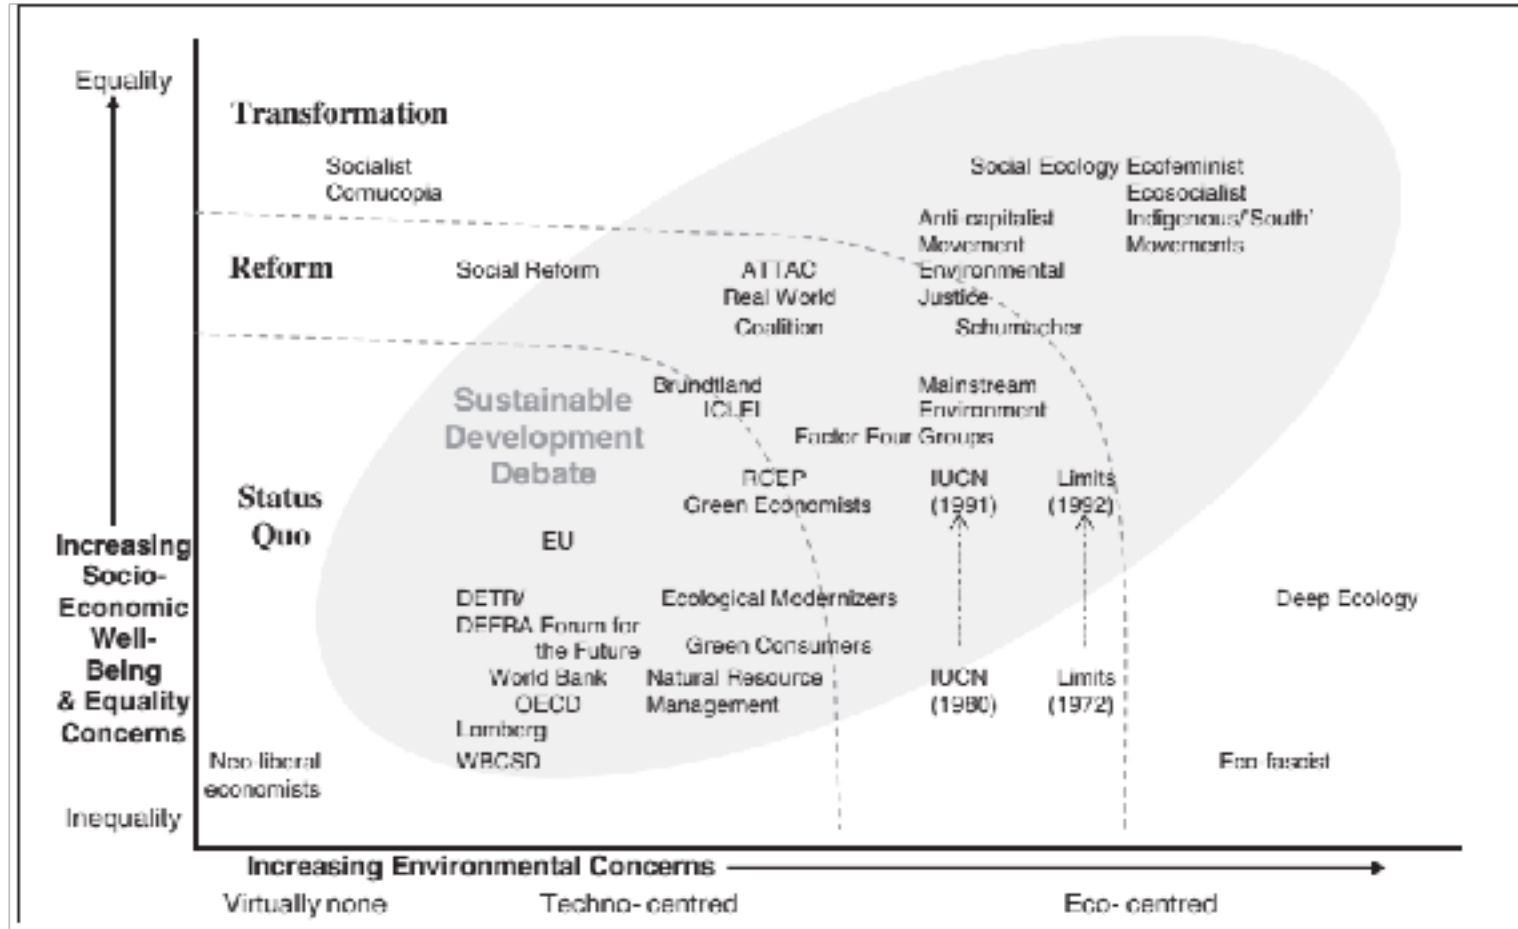 Equality
Transformation
Socialist
Cornucopia
Social Ecology Ecofeminist
Ecosocialist
Anti-capitalist Indigenous/'South'
Movement Movements
Reform
Social Reform
ATTAC
Environmental
Real World
Justice
Coalition
Schumacher
Brundtland
Mainstream
Sustainable
ICLEI
Environment
Development
Factor Four Groups
Debate
RCEP
IUCN
Limits
Status
Green Economists
(1991)
(1992)
Quo
EU
Increasing
Socio-
Economic
Well-
Being
& Equality
Concerns
DETR/
Ecological Modernizers
Deep Ecology
DEFRA Forum for
the Future
Green Consumers
World Bank
Natural Resource
IUCN
Limits
OECD
Management
(1980)
(1972)
Lomberg
Neo-liberal
economists
WBCSD
Eco-fascist
Inequality
Increasing Environmental Concerns
Virtually none
Techno- centred
Eco- centred